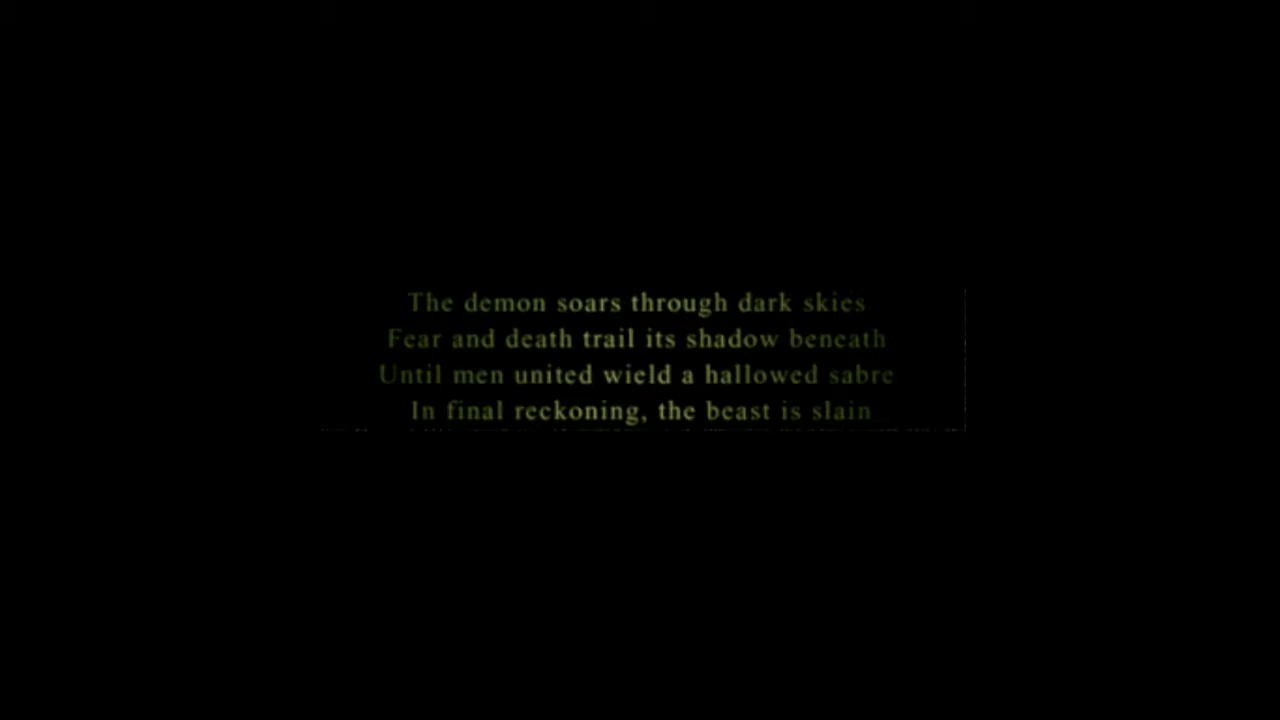 The demon soars through dark skies
Fear and death trail its shadow beneath
Until men united wield a hallowed sabre
In final reckoning, the beast is slain